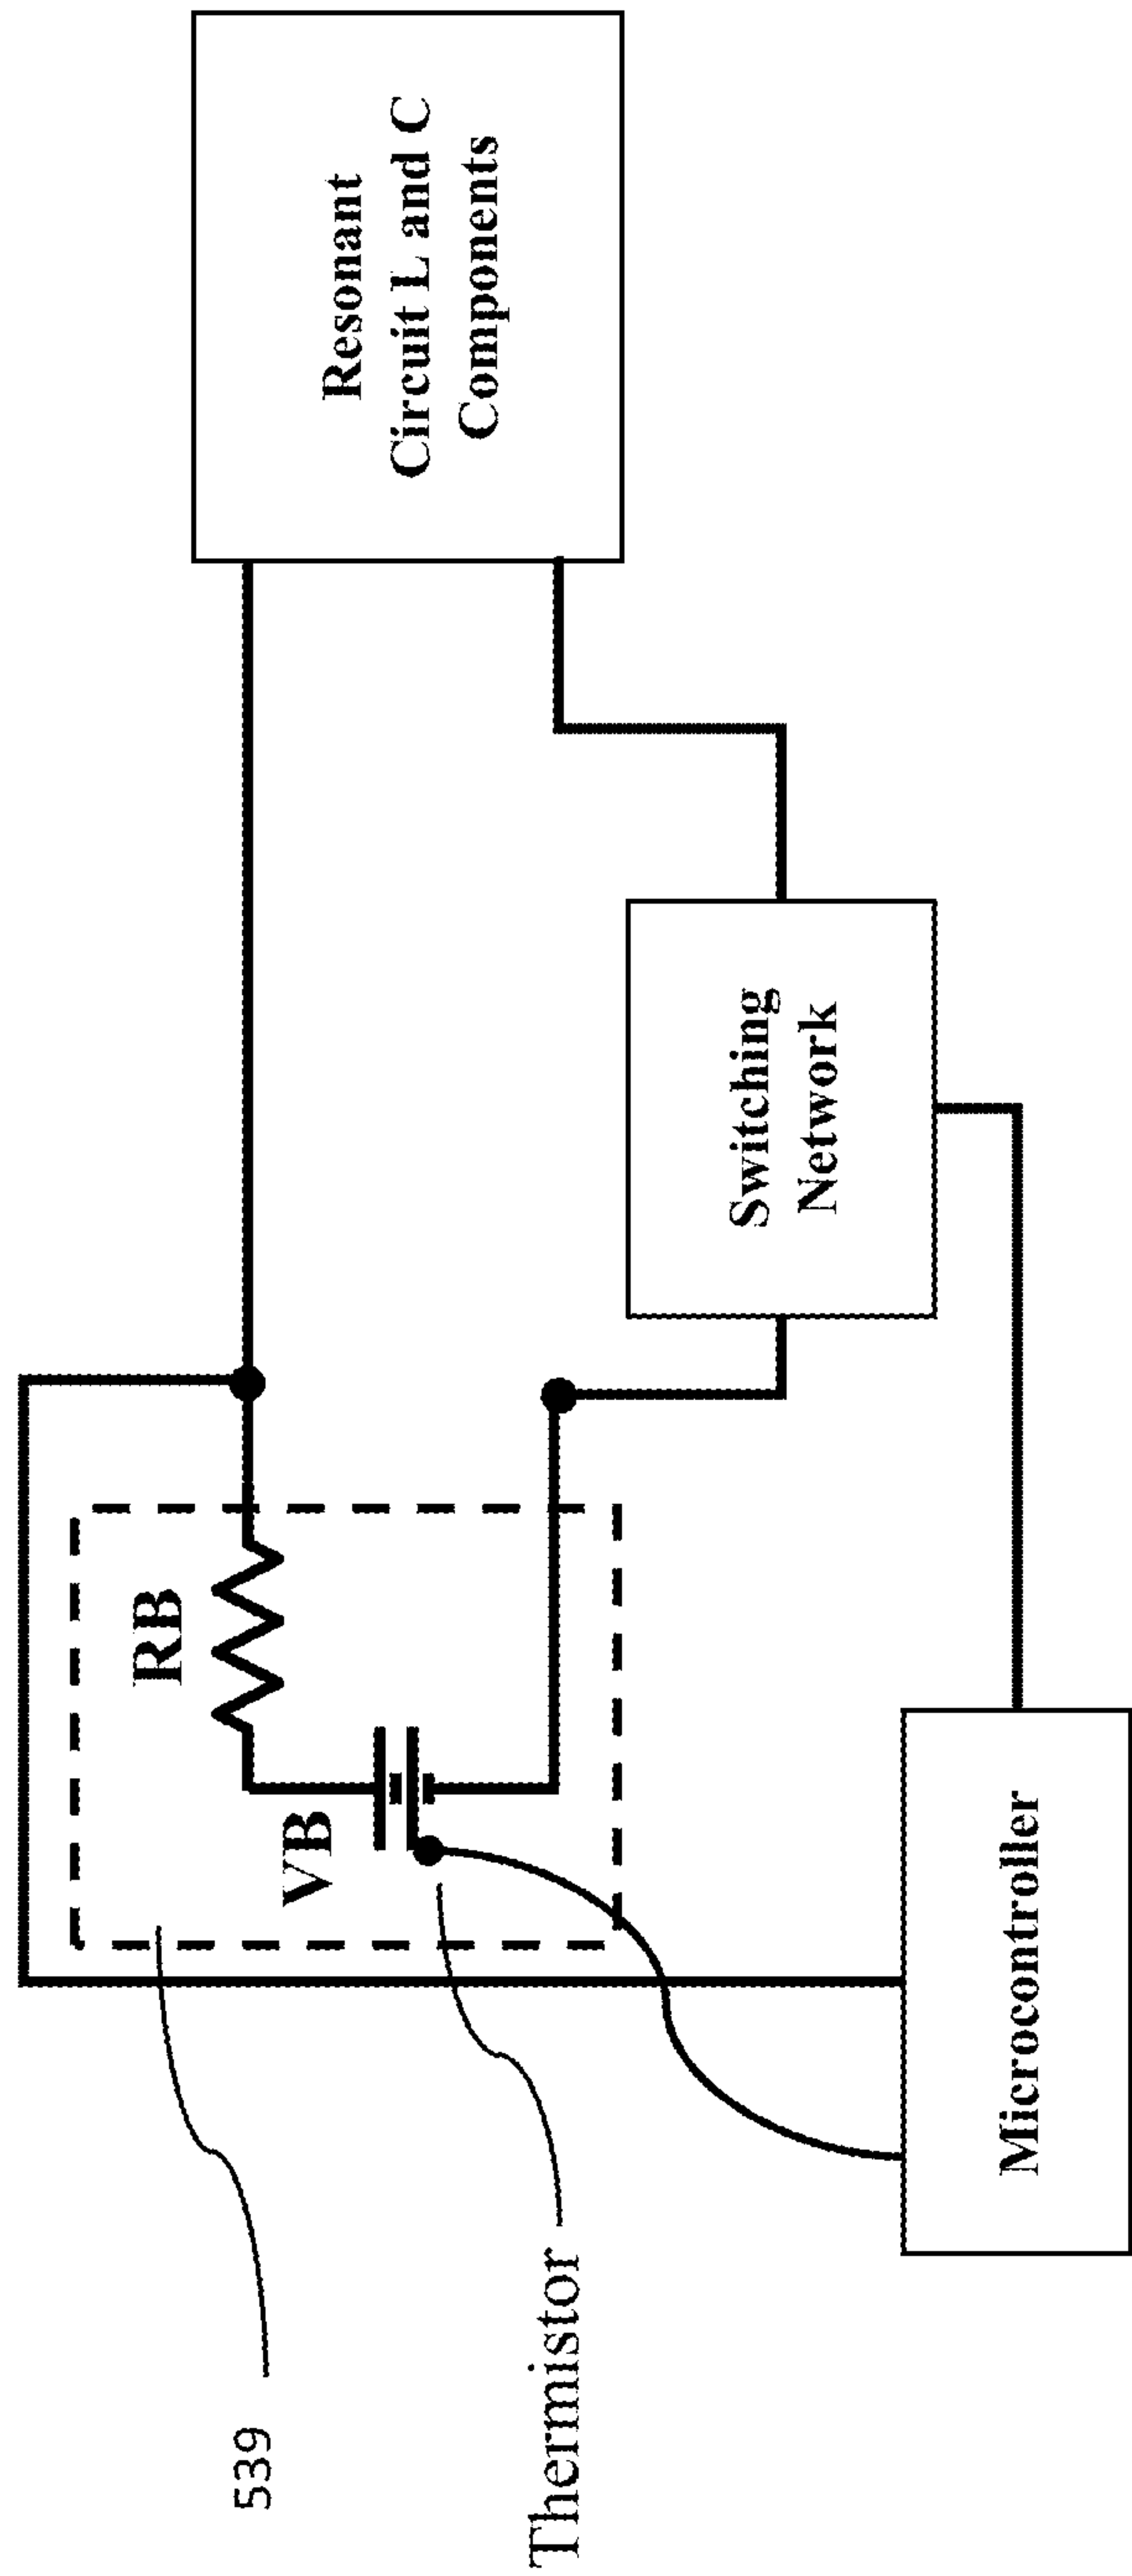 539
Thermistor
VB
RB
Microcontroller
Switching
Network
Resonant
Circuit L and C
Components